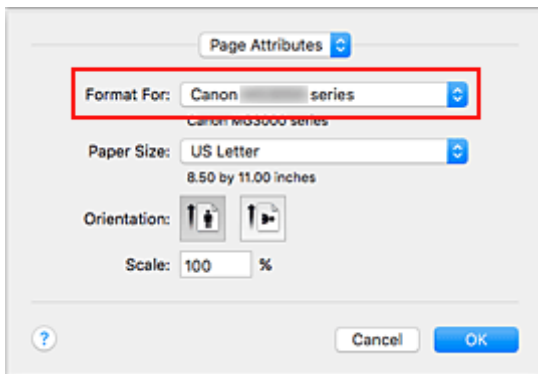 Page Attributes
Format For: Canon series
Canon MG3000 series
Paper Size: US Letter
8.50 by 11.00 inches
Orientation:
Scale: 100 %
?
Cancel OK